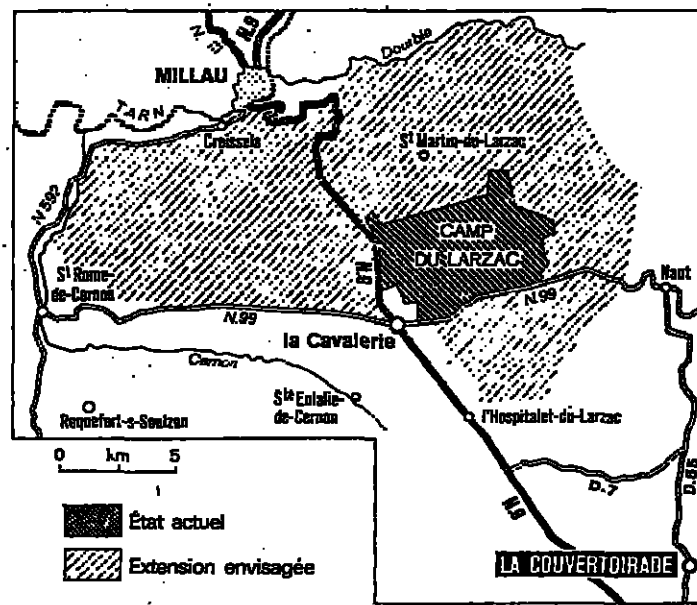 N. 9
MILLAU
Dourbie
TARN
Creissels
St Martin-du-Larzac
N 592
CAMP
DU LARZAC
N.9
St Rome-
de-Cernon
Nant
N.99
N.99
la Cavalerie
Cernon
Ste Eulalie-
de-Cernon
Roquefort-s-Soulzon
l'Hospitalet-du-Larzac
0 km 5
D.7
N.9
État actuel
Extension envisagée
LA COUVERTOIRADE